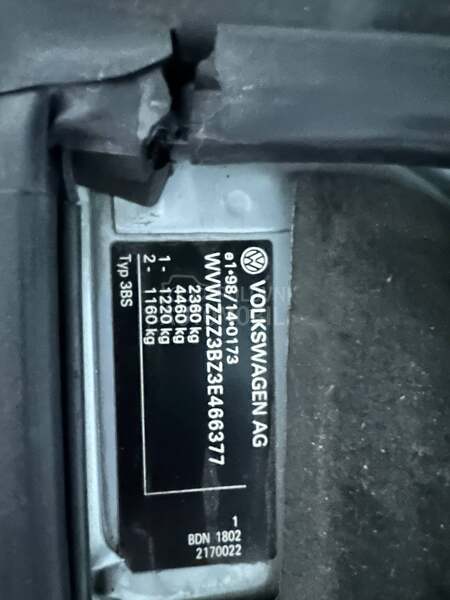 VOLKSWAGEN AG
e1*98/14-0173
WVWZZZ3BZ3E466377
2360 kg
4460 kg
1 - 1220 kg
2 - 1160 kg
Typ 3BS
1
BDN 1802
2170022